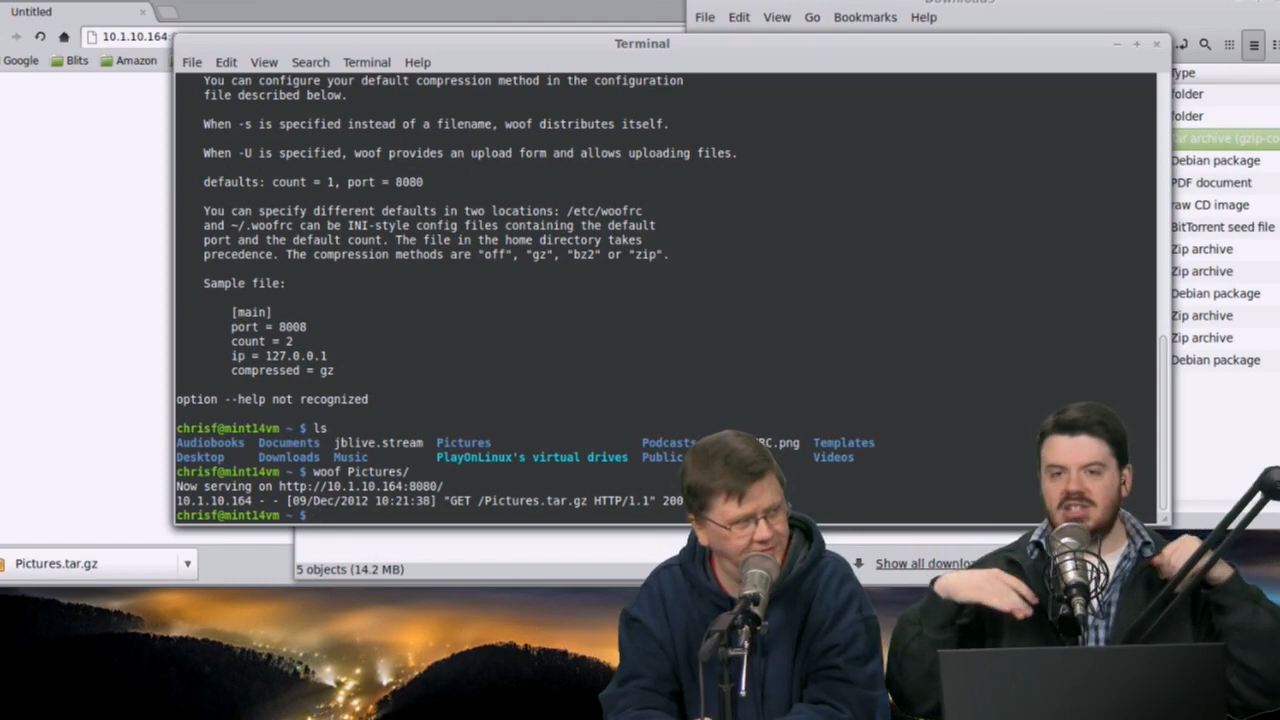 Untitled
10.1.10.164:
Google Blits Amazon
File Edit View Go Bookmarks Help
Terminal
File Edit View Search Terminal Help
You can configure your default compression method in the configuration
file described below.
When -s is specified instead of a filename, woof distributes itself.
When -U is specified, woof provides an upload form and allows uploading files.
defaults: count = 1, port = 8080
You can specify different defaults in two locations: /etc/woofrc
and ~/.woofrc can be INI-style config files containing the default
port and the default count. The file in the home directory takes
precedence. The compression methods are "off", "gz", "bz2" or "zip".
Sample file:
[main]
port = 8008
count = 2
ip = 127.0.0.1
compressed = gz
option --help not recognized
chrisf@mint14vm ~ $ ls
Audiobooks Documents jblive.stream Pictures Podcasts RC.png Templates
Desktop Downloads Music PlayOnLinux's virtual drives Public Videos
chrisf@mint14vm ~ $ woof Pictures/
Now serving on http://10.1.10.164:8080/
10.1.10.164 - - [09/Dec/2012 10:21:38] "GET /Pictures.tar.gz HTTP/1.1" 200
chrisf@mint14vm ~ $
Type
folder
folder
tar archive (gzip-co
Debian package
PDF document
raw CD image
BitTorrent seed file
Zip archive
Zip archive
Debian package
Zip archive
Zip archive
Debian package
Pictures.tar.gz
5 objects (14.2 MB)
Show all downloa